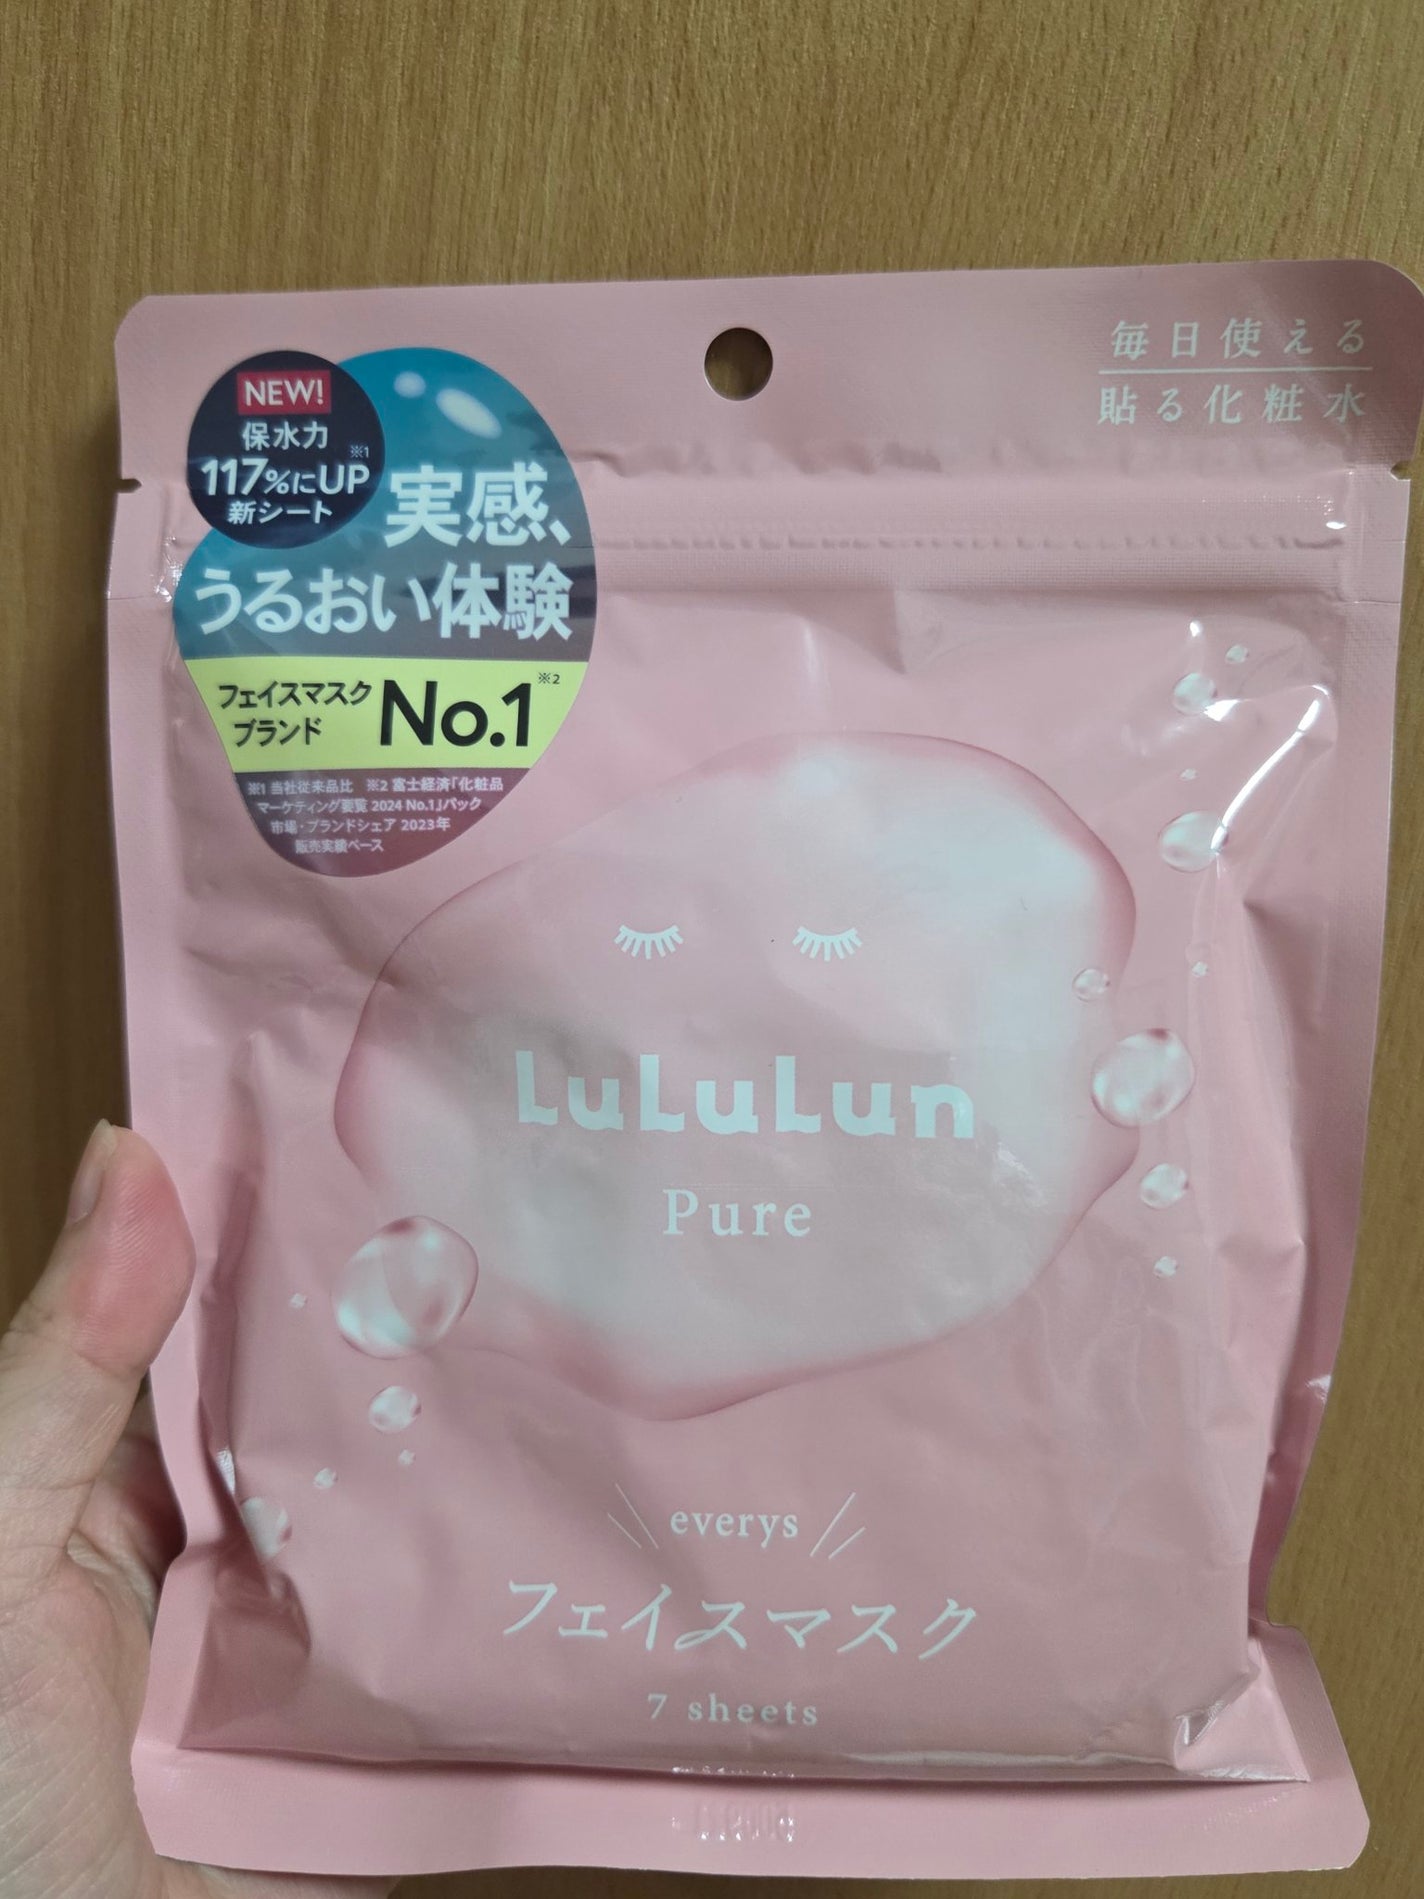 毎日使える
貼る化粧水
NEW!
保水力
117%にUP※1
新シート
実感、
うるおい体験
フェイスマスク
ブランド
No.1※2
※1 当社従来品比 ※2 富士経済「化粧品
マーケティング要覧 2024 No.1」パック
市場・ブランドシェア 2023年
販売実績ベース
LuLuLun
Pure
everys
フェイスマスク
7 sheets